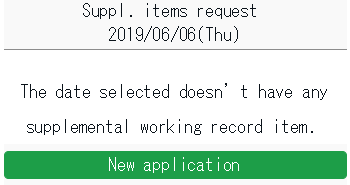 Suppl. items request
2019/06/06(Thu)
The date selected doesn't have any
supplemental working record item.
New application